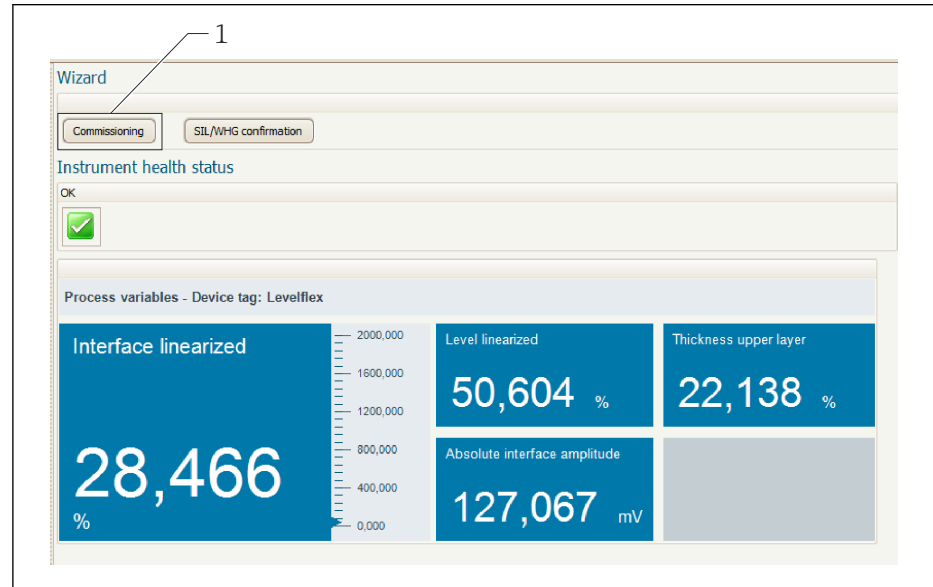 1
Wizard
Commissioning
SIL/WHG confirmation
Instrument health status
OK
Process variables - Device tag: Levelflex
Interface linearized
28,466
%
2000,000
1600,000
1200,000
800,000
400,000
0,000
Level linearized
50,604 %
Thickness upper layer
22,138 %
Absolute interface amplitude
127,067 mV